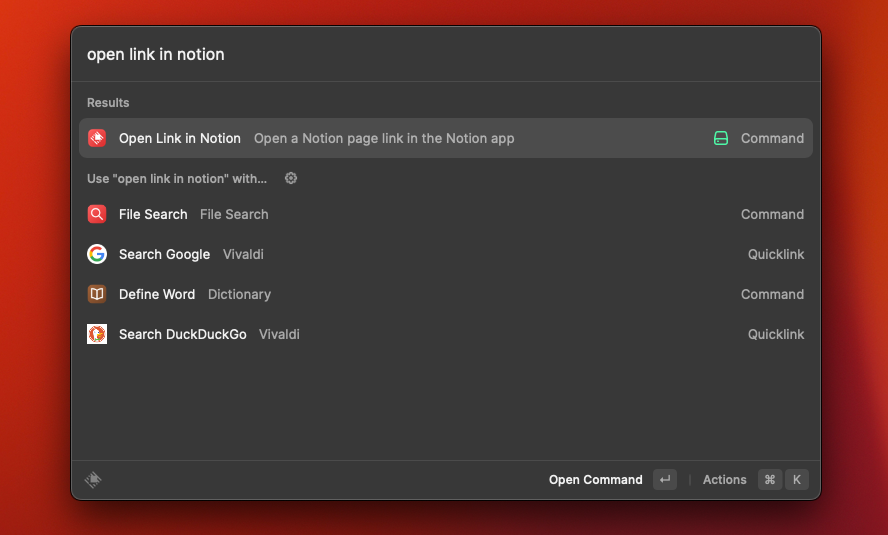 open link in notion
Results
Open Link in Notion Open a Notion page link in the Notion app Command
Use "open link in notion" with...
File Search File Search Command
Search Google Vivaldi Quicklink
Define Word Dictionary Command
Search DuckDuckGo Vivaldi Quicklink
Open Command ↵ | Actions ⌘ K